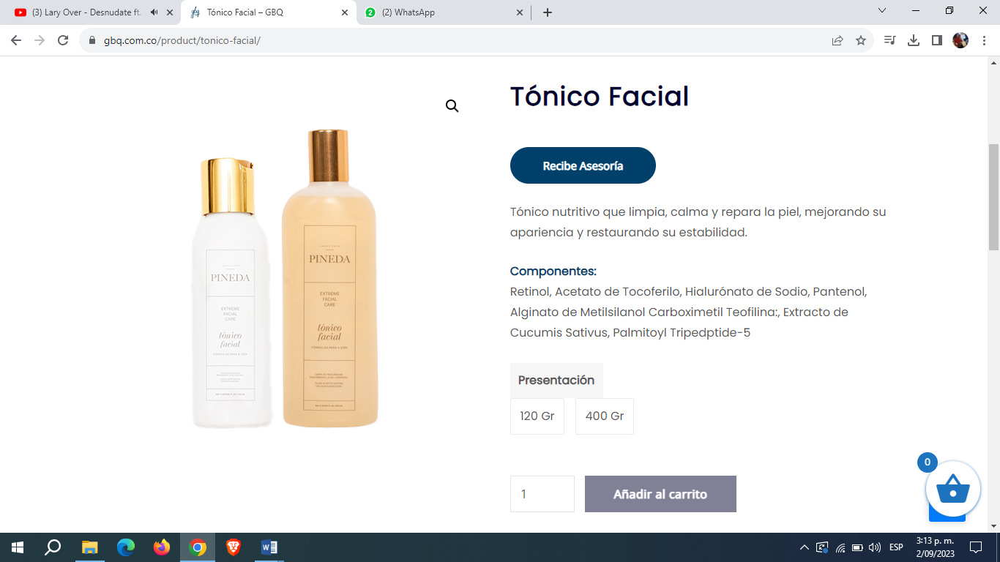 (3) Lary Over - Desnudate ft.
Tónico Facial – GBQ
(2) WhatsApp
gbq.com.co/product/tonico-facial/
Tónico Facial
Recibe Asesoría
Tónico nutritivo que limpia, calma y repara la piel, mejorando su
apariencia y restaurando su estabilidad.
Componentes:
Retinol, Acetato de Tocoferilo, Hialurónato de Sodio, Pantenol,
Alginato de Metilsilanol Carboximetil Teofilina:, Extracto de
Cucumis Sativus, Palmitoyl Tripedptide-5
Presentación
120 Gr
400 Gr
1
Añadir al carrito
0
PINEDA
EXTREME
FACIAL
CARE
tónico
facial
PINEDA
EXTREME
FACIAL
CARE
tónico
facial
ESP
3:13 p. m.
2/09/2023